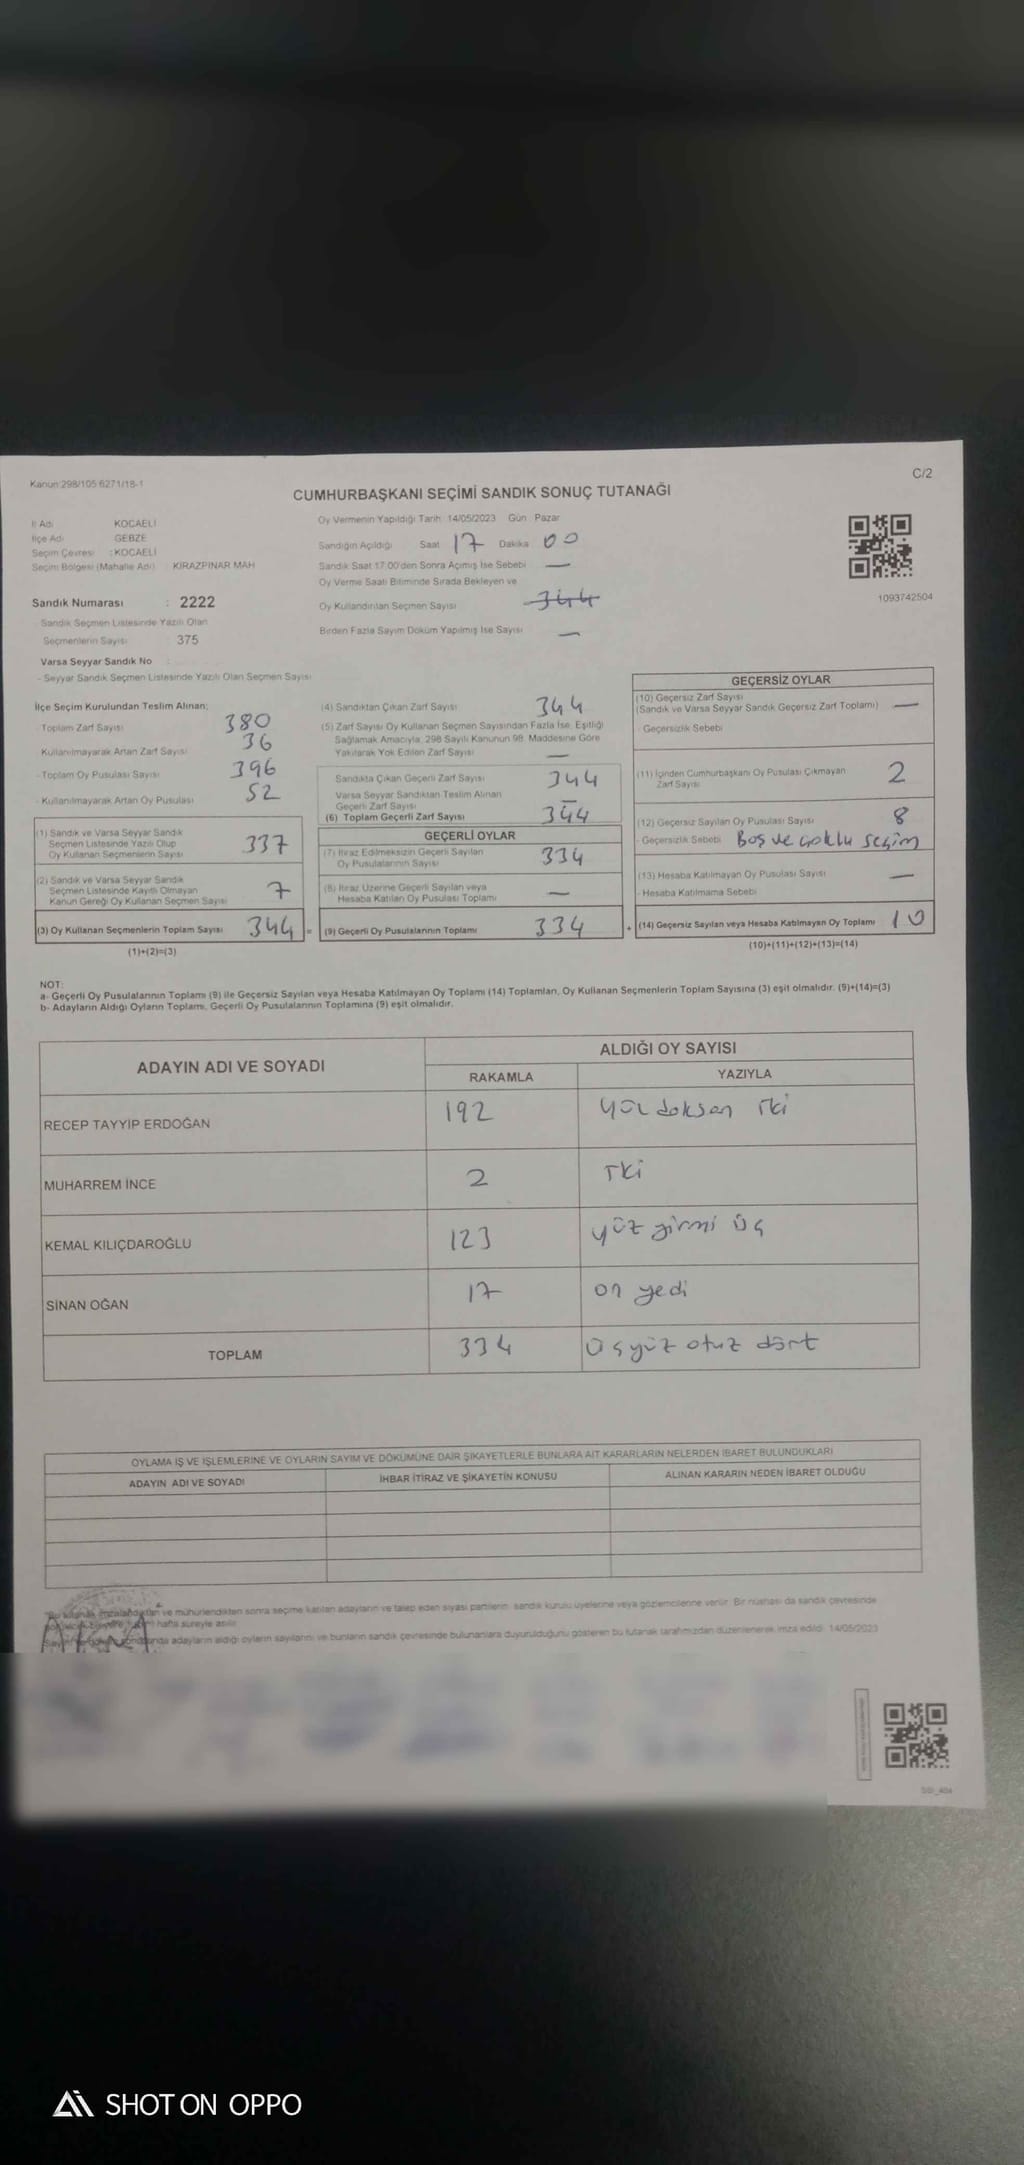 Kanun:298/105 6271/18-1
C/2
CUMHURBAŞKANI SEÇİMİ SANDIK SONUÇ TUTANAĞI
İl Adı KOCAELİ
İlçe Adı GEBZE
Seçim Çevresi : KOCAELİ
Seçim Bölgesi (Mahalle Adı) KIRAZPINAR MAH
Sandık Numarası : 2222
Sandık Seçmen Listesinde Yazılı Olan
Seçmenlerin Sayısı 375
Varsa Seyyar Sandık No
- Seyyar Sandık Seçmen Listesinde Yazılı Olan Seçmen Sayısı
Oy Vermenin Yapıldığı Tarih: 14/05/2023 Gün: Pazar
Sandığın Açıldığı Saat 17 Dakika 00
Sandık Saat 17:00'den Sonra Açımış İse Sebebi —
Oy Verme Saati Bitiminde Sırada Bekleyen ve
Oy Kullandırılan Seçmen Sayısı 344
Birden Fazla Sayım Döküm Yapılmış İse Sayısı —
1093742504
İlçe Seçim Kurulundan Teslim Alınan;
- Toplam Zarf Sayısı 380
- Kullanılmayarak Artan Zarf Sayısı 36
- Toplam Oy Pusulası Sayısı 396
- Kullanılmayarak Artan Oy Pusulası 52
(1) Sandık ve Varsa Seyyar Sandık
Seçmen Listesinde Yazılı Olup
Oy Kullanan Seçmenlerin Sayısı 337
(2) Sandık ve Varsa Seyyar Sandık
Seçmen Listesinde Kayıtlı Olmayan
Kanun Gereği Oy Kullanan Seçmen Sayısı 7
(3) Oy Kullanan Seçmenlerin Toplam Sayısı 344 =
(1)+(2)=(3)
(4) Sandıktan Çıkan Zarf Sayısı 344
(5) Zarf Sayısı Oy Kullanan Seçmen Sayısından Fazla İse, Eşitliği
Sağlamak Amacıyla, 298 Sayılı Kanunun 98. Maddesine Göre
Yakılarak Yok Edilen Zarf Sayısı —
Sandıkta Çıkan Geçerli Zarf Sayısı 344
Varsa Seyyar Sandıktan Teslim Alınan
Geçerli Zarf Sayısı —
(6) Toplam Geçerli Zarf Sayısı 344
GEÇERLİ OYLAR
(7) İtiraz Edilmeksizin Geçerli Sayılan
Oy Pusulalarının Sayısı 334
(8) İtiraz Üzerine Geçerli Sayılan veya
Hesaba Katılan Oy Pusulası Toplamı —
(9) Geçerli Oy Pusulalarının Toplamı 334 +
GEÇERSİZ OYLAR
(10) Geçersiz Zarf Sayısı
(Sandık ve Varsa Seyyar Sandık Geçersiz Zarf Toplamı) —
- Geçersizlik Sebebi
(11) İçinden Cumhurbaşkanı Oy Pusulası Çıkmayan
Zarf Sayısı 2
(12) Geçersiz Sayılan Oy Pusulası Sayısı 8
- Geçersizlik Sebebi Boş ve çoklu seçim
(13) Hesaba Katılmayan Oy Pusulası Sayısı —
- Hesaba Katılmama Sebebi
(14) Geçersiz Sayılan veya Hesaba Katılmayan Oy Toplamı 10
(10)+(11)+(12)+(13)=(14)
NOT:
a- Geçerli Oy Pusulalarının Toplamı (9) ile Geçersiz Sayılan veya Hesaba Katılmayan Oy Toplamı (14) Toplamları, Oy Kullanan Seçmenlerin Toplam Sayısına (3) eşit olmalıdır. (9)+(14)=(3)
b- Adayların Aldığı Oyların Toplamı, Geçerli Oy Pusulalarının Toplamına (9) eşit olmalıdır.
ADAYIN ADI VE SOYADI
ALDIĞI OY SAYISI
RAKAMLA YAZIYLA
RECEP TAYYİP ERDOĞAN 192 yüz doksan iki
MUHARREM İNCE 2 iki
KEMAL KILIÇDAROĞLU 123 yüz yirmi üç
SİNAN OĞAN 17 on yedi
TOPLAM 334 Üçyüz otuz dört
OYLAMA İŞ VE İŞLEMLERİNE VE OYLARIN SAYIM VE DÖKÜMÜNE DAİR ŞİKAYETLERLE BUNLARA AİT KARARLARIN NELERDEN İBARET BULUNDUKLARI
ADAYIN ADI VE SOYADI İHBAR İTİRAZ VE ŞİKAYETİN KONUSU ALINAN KARARIN NEDEN İBARET OLDUĞU
ve mühürlendikten sonra seçime katılan adayların ve talep eden siyasi partilerin, sandık kurulu üyelerine veya gözlemcilerine verilir. Bir nüshası da sandık çevresinde
hafta süreyle asılır.
adayların aldığı oyların sayılarını ve bunların sandık çevresinde bulunanlara duyurulduğunu gösteren bu tutanak tarafımızdan düzenlenerek imza edildi. 14/05/2023
SHOT ON OPPO